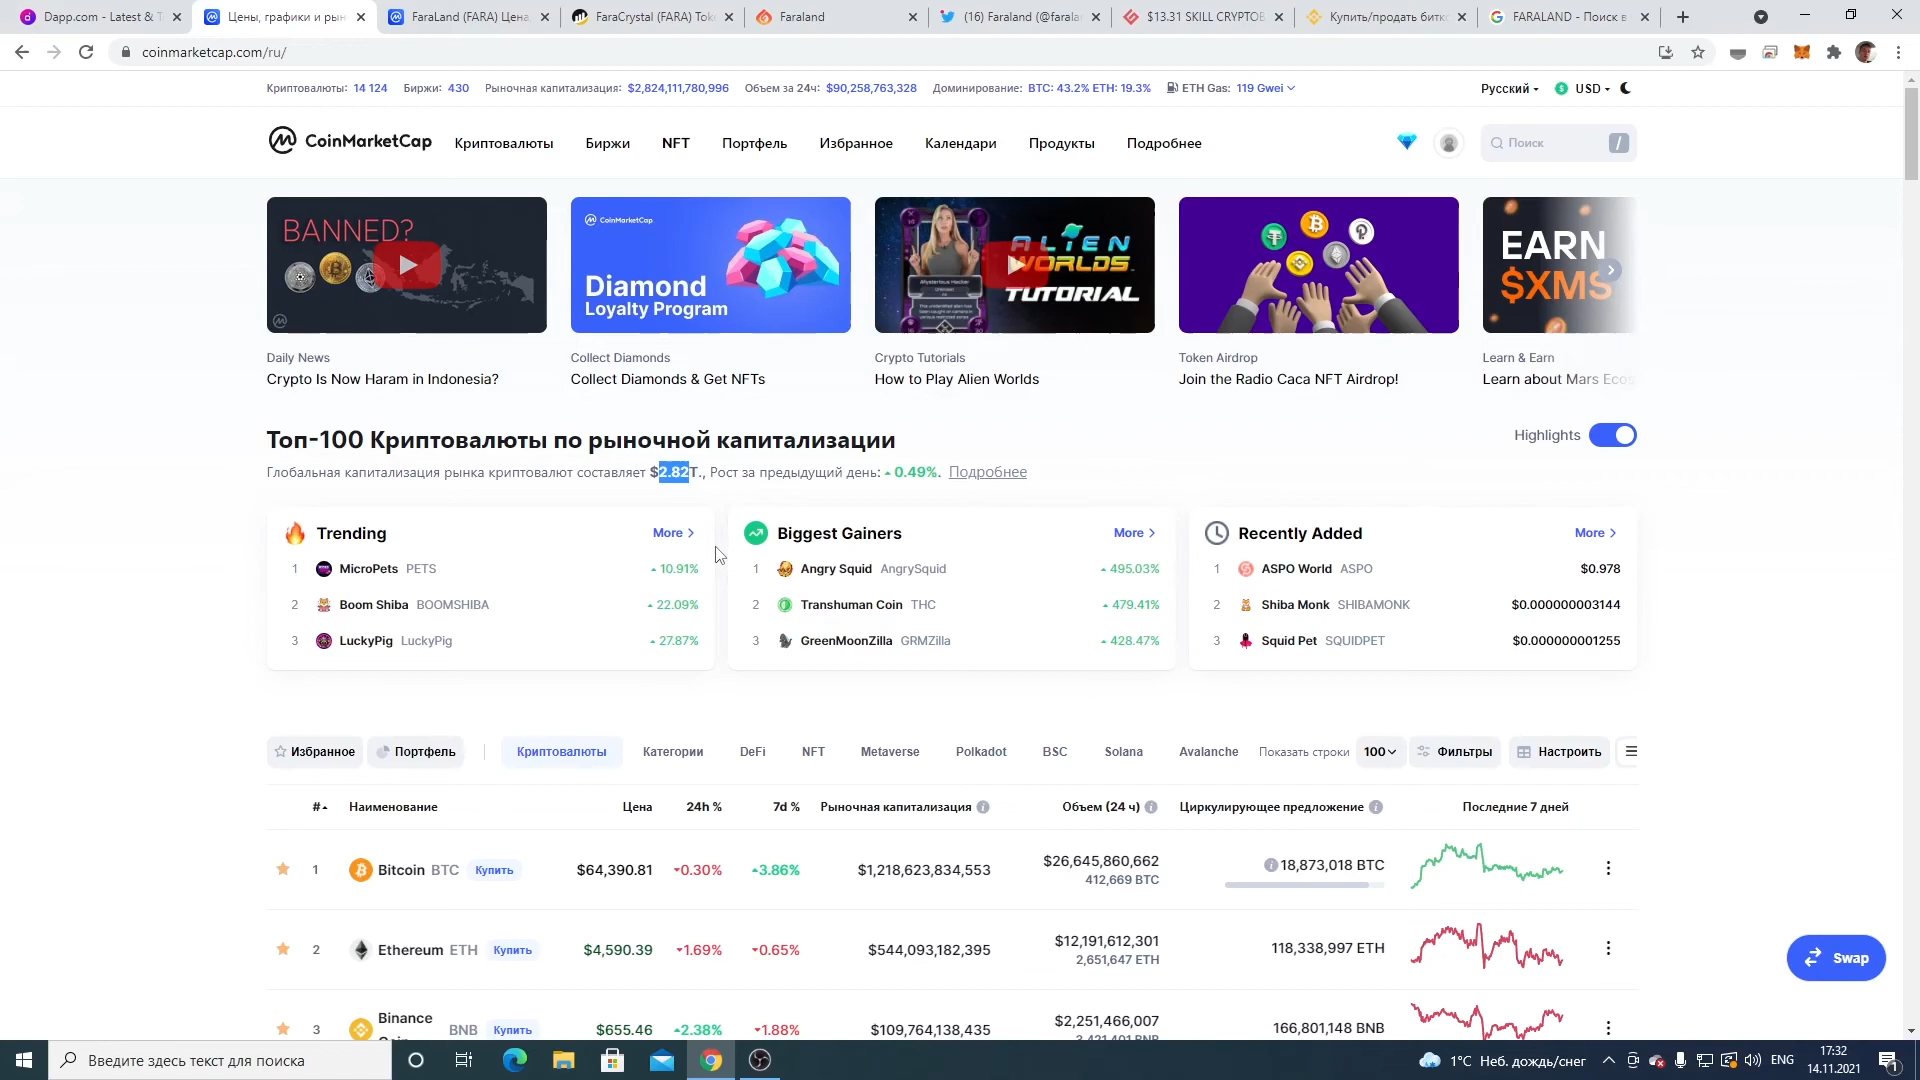 Dapp.com - Latest & T
Цены, графики и рын
FaraLand (FARA) Цена
FaraCrystal (FARA) Tok
Faraland
(16) Faraland (@faralan
$13.31 SKILL CRYPTOB
Купить/продать битк
FARALAND - Поиск в
coinmarketcap.com/ru/
Криптовалюты: 14 124 Биржи: 430 Рыночная капитализация: $2,824,111,780,996 Объем за 24ч: $90,258,763,328 Доминирование: BTC: 43.2% ETH: 19.3% ETH Gas: 119 Gwei Русский USD
CoinMarketCap Криптовалюты Биржи NFT Портфель Избранное Календари Продукты Подробнее Поиск /
BANNED?
CoinMarketCap
Diamond
Loyalty Program
ALIEN
WORLDS
TUTORIAL
EARN
$XMS
Daily News
Crypto Is Now Haram in Indonesia?
Collect Diamonds
Collect Diamonds & Get NFTs
Crypto Tutorials
How to Play Alien Worlds
Token Airdrop
Join the Radio Caca NFT Airdrop!
Learn & Earn
Learn about Mars Ecos
Топ-100 Криптовалюты по рыночной капитализации
Highlights
Глобальная капитализация рынка криптовалют составляет $2.82T., Рост за предыдущий день: 0.49%. Подробнее
Trending More
1 MicroPets PETS 10.91%
2 Boom Shiba BOOMSHIBA 22.09%
3 LuckyPig LuckyPig 27.87%
Biggest Gainers More
1 Angry Squid AngrySquid 495.03%
2 Transhuman Coin THC 479.41%
3 GreenMoonZilla GRMZilla 428.47%
Recently Added More
1 ASPO World ASPO $0.978
2 Shiba Monk SHIBAMONK $0.000000003144
3 Squid Pet SQUIDPET $0.000000001255
Избранное Портфель Криптовалюты Категории DeFi NFT Metaverse Polkadot BSC Solana Avalanche Показать строки 100 Фильтры Настроить
# Наименование Цена 24h % 7d % Рыночная капитализация Объем (24 ч) Циркулирующее предложение Последние 7 дней
1 Bitcoin BTC Купить $64,390.81 0.30% 3.86% $1,218,623,834,553 $26,645,860,662 18,873,018 BTC
412,669 BTC
2 Ethereum ETH Купить $4,590.39 1.69% 0.65% $544,093,182,395 $12,191,612,301 118,338,997 ETH
2,651,647 ETH
3 Binance BNB Купить $655.46 2.38% 1.88% $109,764,138,435 $2,251,466,007 166,801,148 BNB
Swap
Введите здесь текст для поиска
1°C Неб. дождь/снег
ENG
17:32
14.11.2021
1